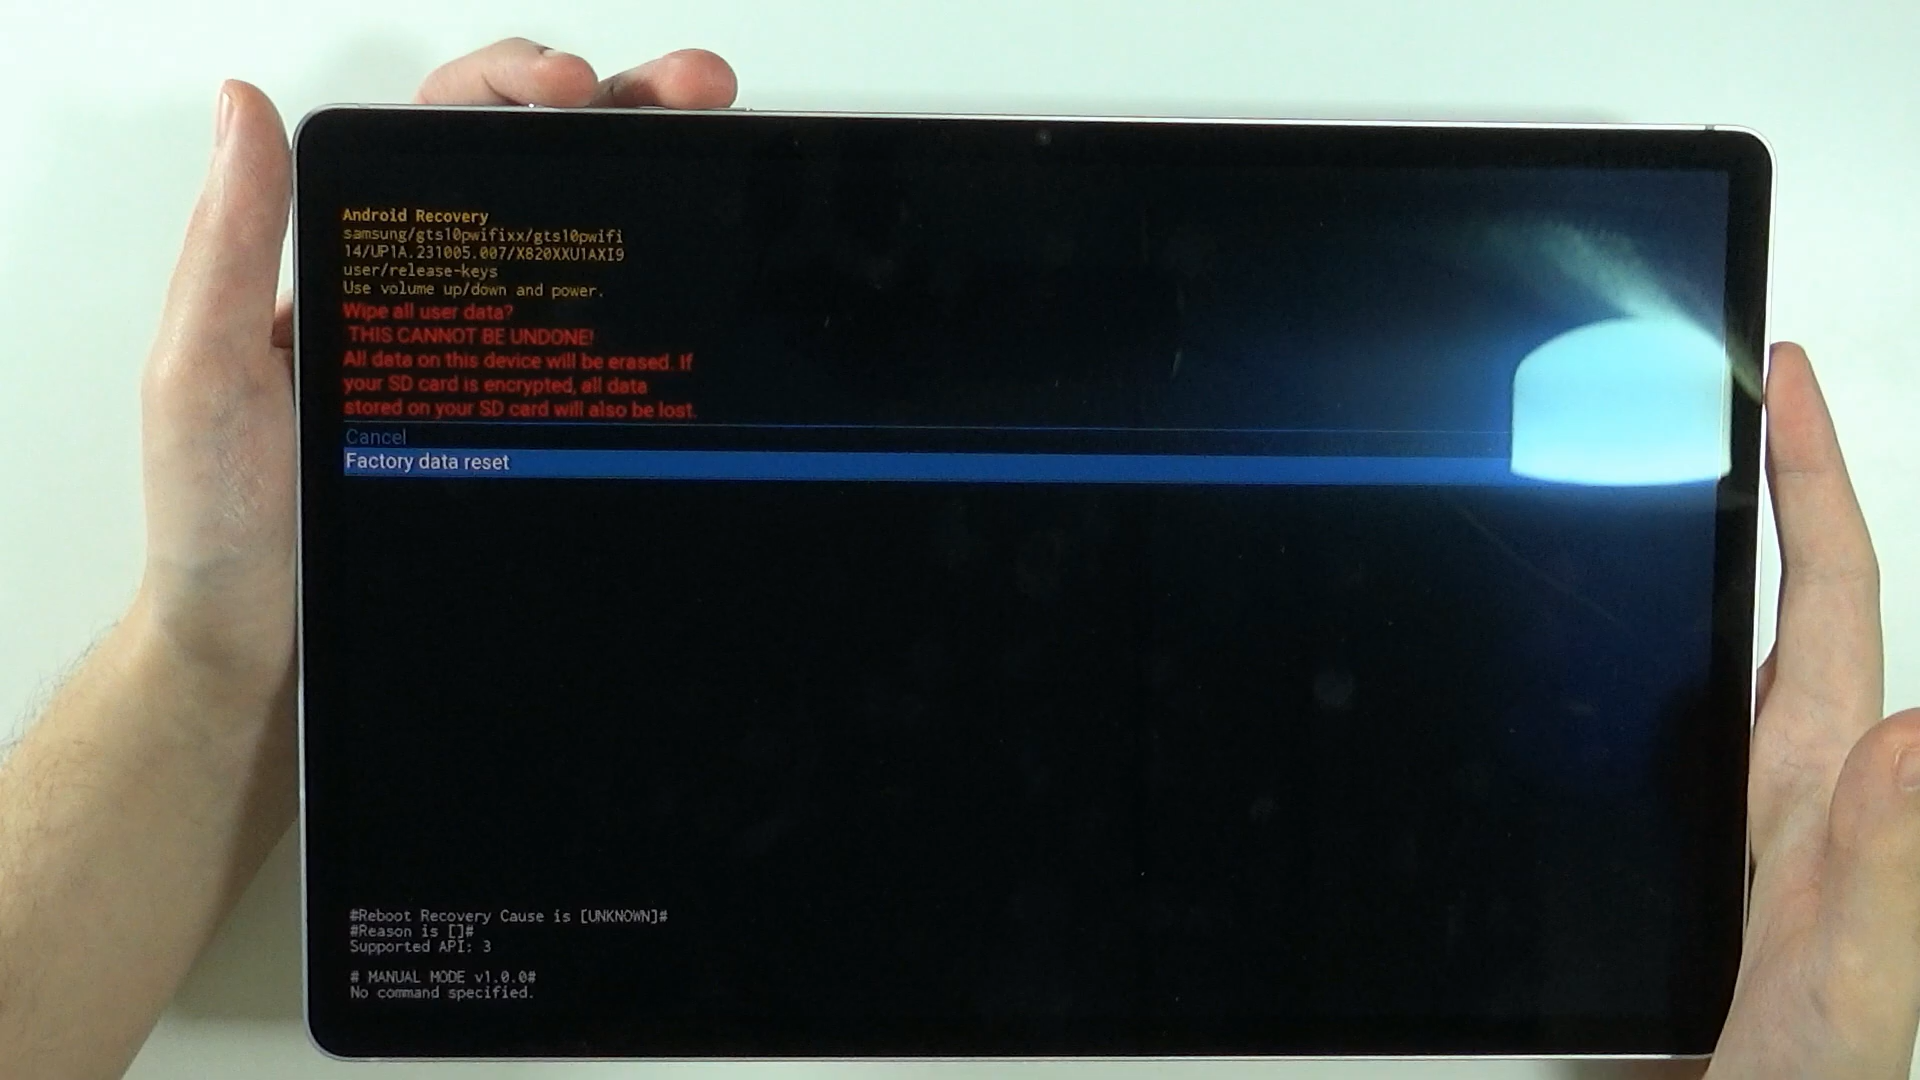 Android Recovery
samsung/gts10pwifixx/gts10pwifi
14/UP1A.231005.007/X820XXU1AXI9
user/release-keys
Use volume up/down and power.
Wipe all user data?
THIS CANNOT BE UNDONE!
All data on this device will be erased. If
your SD card is encrypted, all data
stored on your SD card will also be lost.
Cancel
Factory data reset
#Reboot Recovery Cause is [UNKNOWN]#
#Reason is []#
Supported API: 3
# MANUAL MODE v1.0.0#
No command specified.